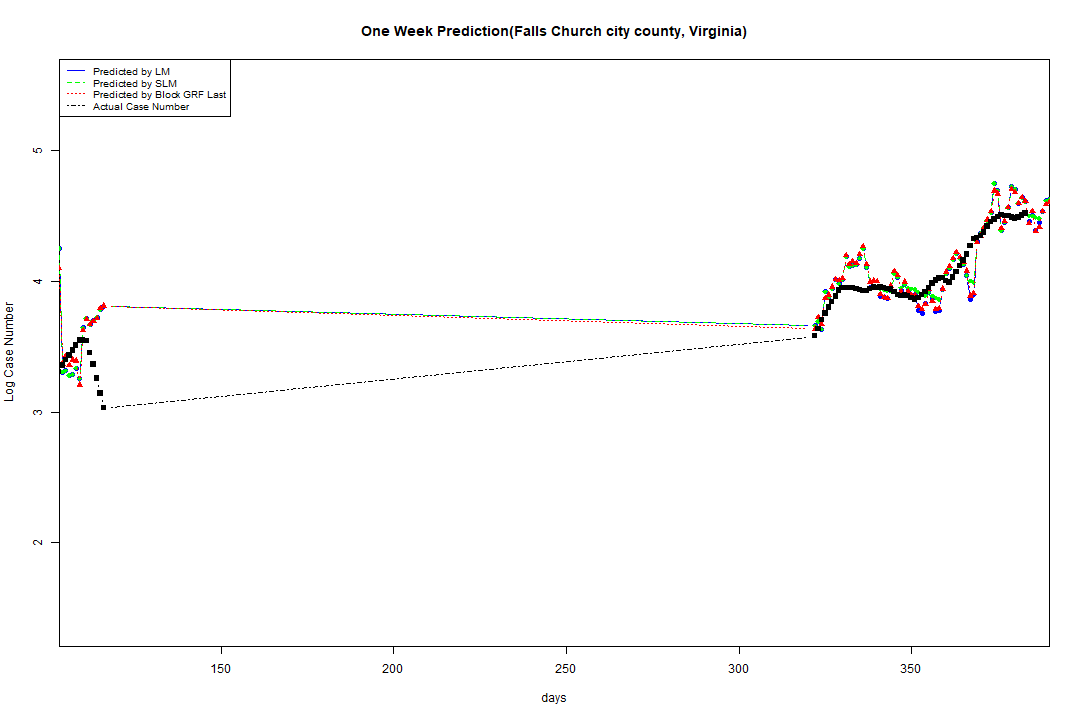 One Week Prediction(Falls Church city county, Virginia)
Predicted by LM
Predicted by SLM
Predicted by Block GRF Last
Actual Case Number
Log Case Number
5
4
3
2
150 200 250 300 350
days